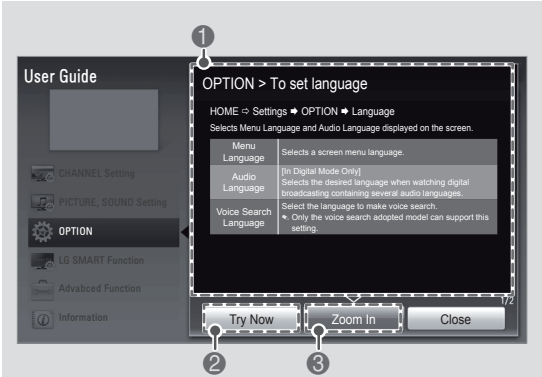 1
User Guide
OPTION > To set language
HOME ⇨ Settings ➡ OPTION ➡ Language
Selects Menu Language and Audio Language displayed on the screen.
Menu
Language
Selects a screen menu language.
Audio
Language
[In Digital Mode Only]
Selects the desired language when watching digital
broadcasting containing several audio languages.
Voice Search
Language
Select the language to make voice search.
Only the voice search adopted model can support this
setting.
CHANNEL Setting
PICTURE, SOUND Setting
OPTION
LG SMART Function
Advabced Function
Information
1/2
Try Now
Zoom In
Close
2
3